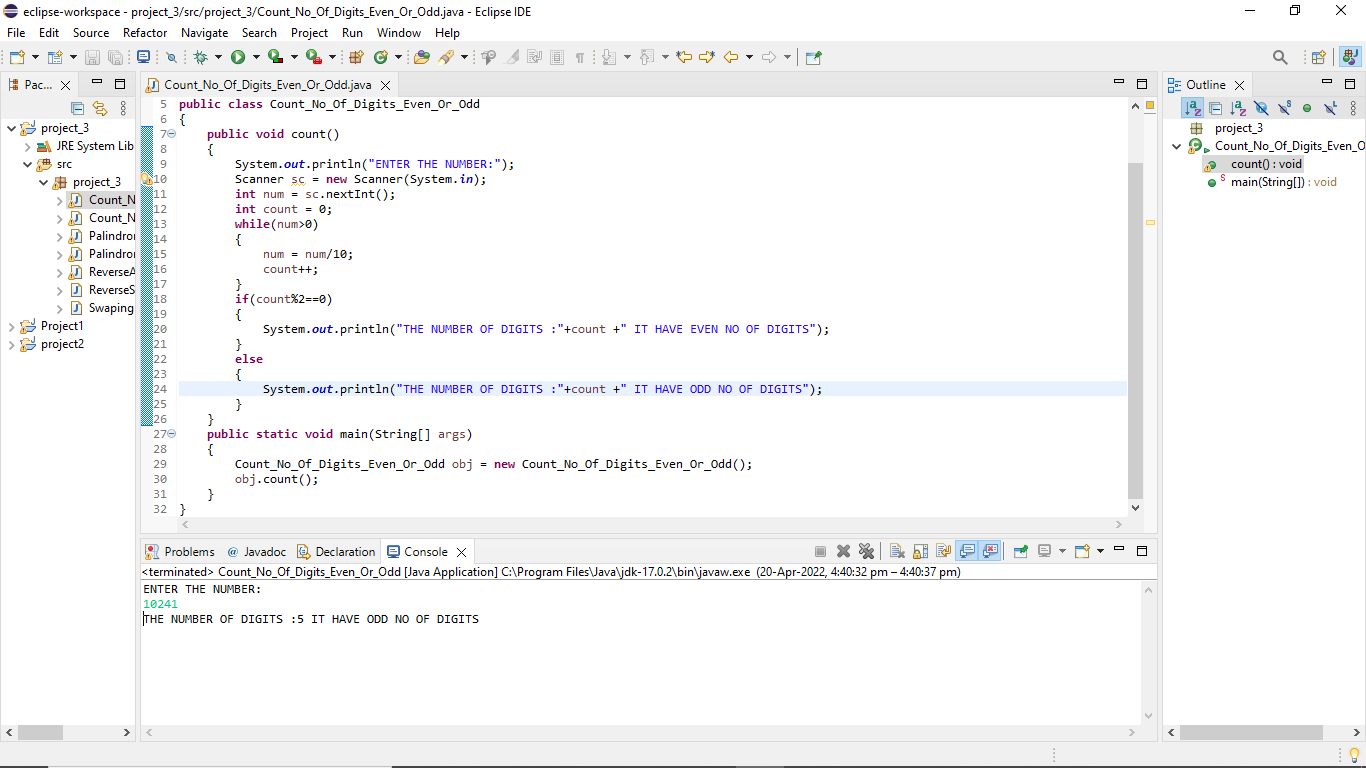 eclipse-workspace - project_3/src/project_3/Count_No_Of_Digits_Even_Or_Odd.java - Eclipse IDE
File Edit Source Refactor Navigate Search Project Run Window Help
Pac...
project_3
JRE System Lib
src
project_3
Count_N
Count_N
Palindror
Palindror
ReverseA
ReverseS
Swaping
Project1
project2
Count_No_Of_Digits_Even_Or_Odd.java
5 public class Count_No_Of_Digits_Even_Or_Odd
6 {
7 public void count()
8 {
9 System.out.println("ENTER THE NUMBER:");
10 Scanner sc = new Scanner(System.in);
11 int num = sc.nextInt();
12 int count = 0;
13 while(num>0)
14 {
15 num = num/10;
16 count++;
17 }
18 if(count%2==0)
19 {
20 System.out.println("THE NUMBER OF DIGITS :"+count +" IT HAVE EVEN NO OF DIGITS");
21 }
22 else
23 {
24 System.out.println("THE NUMBER OF DIGITS :"+count +" IT HAVE ODD NO OF DIGITS");
25 }
26 }
27 public static void main(String[] args)
28 {
29 Count_No_Of_Digits_Even_Or_Odd obj = new Count_No_Of_Digits_Even_Or_Odd();
30 obj.count();
31 }
32 }
Outline
project_3
Count_No_Of_Digits_Even_O
count() : void
main(String[]) : void
Problems @ Javadoc Declaration Console
<terminated> Count_No_Of_Digits_Even_Or_Odd [Java Application] C:\Program Files\Java\jdk-17.0.2\bin\javaw.exe (20-Apr-2022, 4:40:32 pm – 4:40:37 pm)
ENTER THE NUMBER:
10241
THE NUMBER OF DIGITS :5 IT HAVE ODD NO OF DIGITS